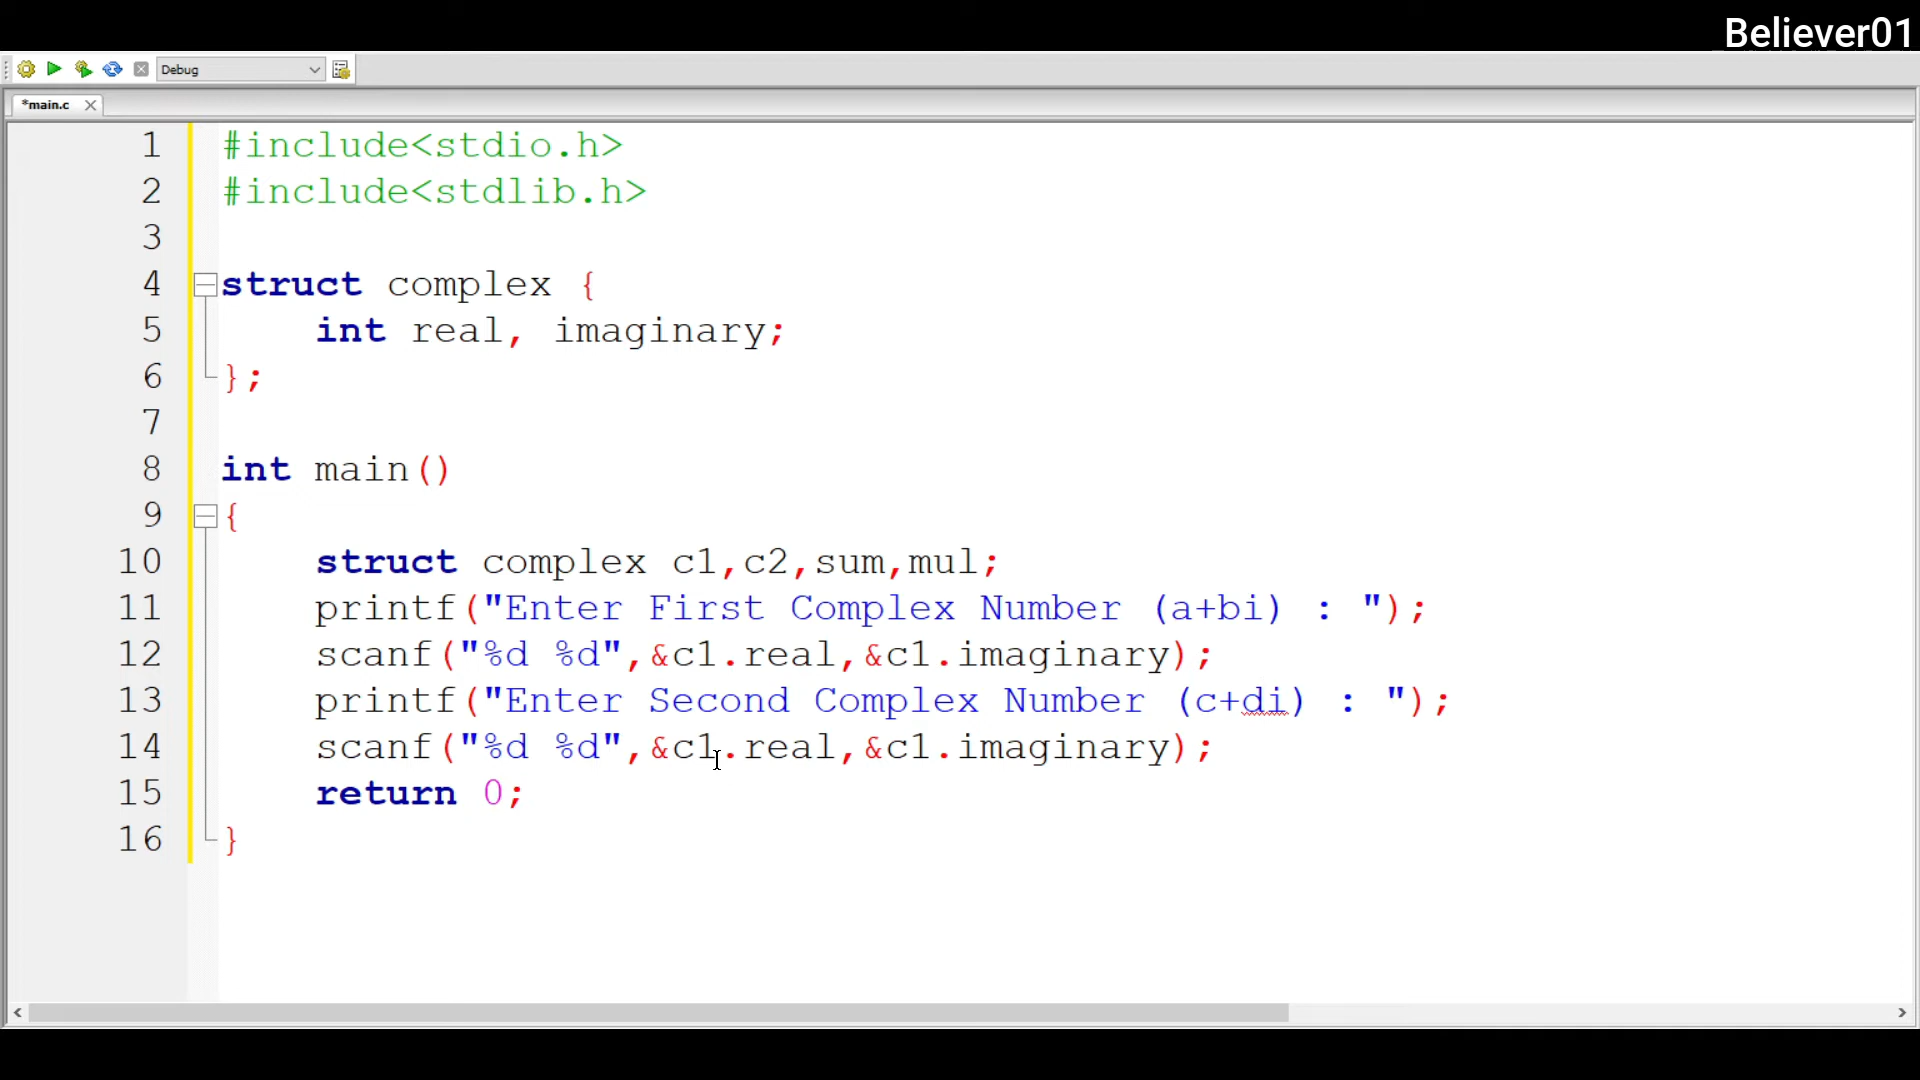 Believer01
Debug
*main.c
1 #include<stdio.h>
2 #include<stdlib.h>
3
4 struct complex {
5 int real, imaginary;
6 };
7
8 int main()
9 {
10 struct complex c1,c2,sum,mul;
11 printf("Enter First Complex Number (a+bi) : ");
12 scanf("%d %d",&c1.real,&c1.imaginary);
13 printf("Enter Second Complex Number (c+di) : ");
14 scanf("%d %d",&c1.real,&c1.imaginary);
15 return 0;
16 }